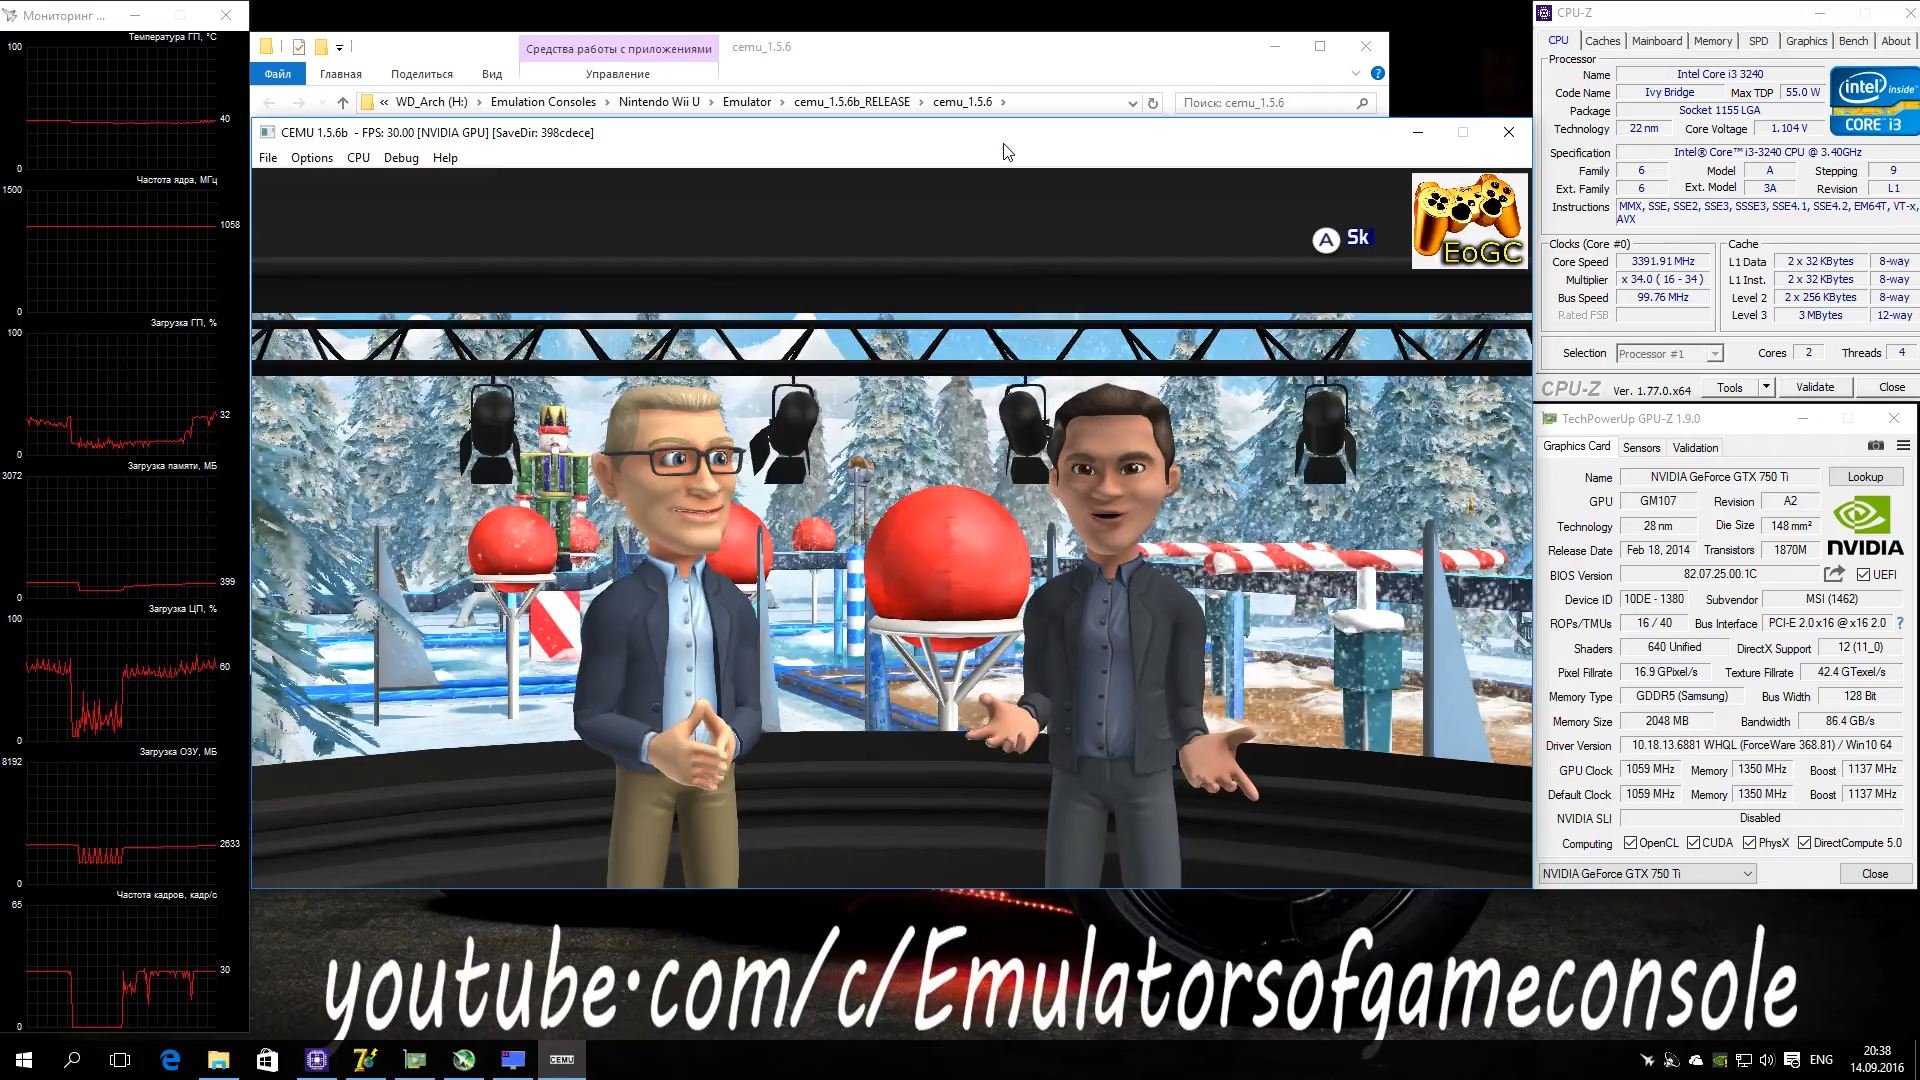 Мониторинг ...
Температура ГП, °C
100
40
0
Частота ядра, МГц
1500
1058
0
Загрузка ГП, %
100
32
0
Загрузка памяти, МБ
3072
399
0
Загрузка ЦП, %
100
60
0
Загрузка ОЗУ, МБ
8192
2633
0
Частота кадров, кадр/с
65
30
0
Средства работы с приложениями
cemu_1.5.6
Файл
Главная
Поделиться
Вид
Управление
« WD_Arch (H:) › Emulation Consoles › Nintendo Wii U › Emulator › cemu_1.5.6b_RELEASE › cemu_1.5.6 ›
Поиск: cemu_1.5.6
CEMU 1.5.6b - FPS: 30.00 [NVIDIA GPU] [SaveDir: 398cdece]
File Options CPU Debug Help
A Sk
EoGC
CPU-Z
CPU Caches Mainboard Memory SPD Graphics Bench About
Processor
Name Intel Core i3 3240
Code Name Ivy Bridge Max TDP 55.0 W
Package Socket 1155 LGA
Technology 22 nm Core Voltage 1.104 V
intel inside™
CORE i3
Specification Intel® Core™ i3-3240 CPU @ 3.40GHz
Family 6 Model A Stepping 9
Ext. Family 6 Ext. Model 3A Revision L1
Instructions MMX, SSE, SSE2, SSE3, SSSE3, SSE4.1, SSE4.2, EM64T, VT-x,
AVX
Clocks (Core #0)
Core Speed 3391.91 MHz
Multiplier x 34.0 ( 16 - 34 )
Bus Speed 99.76 MHz
Rated FSB
Cache
L1 Data 2 x 32 KBytes 8-way
L1 Inst. 2 x 32 KBytes 8-way
Level 2 2 x 256 KBytes 8-way
Level 3 3 MBytes 12-way
Selection Processor #1 Cores 2 Threads 4
CPU-Z Ver. 1.77.0.x64 Tools Validate Close
TechPowerUp GPU-Z 1.9.0
Graphics Card Sensors Validation
Name NVIDIA GeForce GTX 750 Ti Lookup
GPU GM107 Revision A2
Technology 28 nm Die Size 148 mm²
Release Date Feb 18, 2014 Transistors 1870M
NVIDIA
BIOS Version 82.07.25.00.1C UEFI
Device ID 10DE - 1380 Subvendor MSI (1462)
ROPs/TMUs 16 / 40 Bus Interface PCI-E 2.0 x16 @ x16 2.0 ?
Shaders 640 Unified DirectX Support 12 (11_0)
Pixel Fillrate 16.9 GPixel/s Texture Fillrate 42.4 GTexel/s
Memory Type GDDR5 (Samsung) Bus Width 128 Bit
Memory Size 2048 MB Bandwidth 86.4 GB/s
Driver Version 10.18.13.6881 WHQL (ForceWare 368.81) / Win10 64
GPU Clock 1059 MHz Memory 1350 MHz Boost 1137 MHz
Default Clock 1059 MHz Memory 1350 MHz Boost 1137 MHz
NVIDIA SLI Disabled
Computing OpenCL CUDA PhysX DirectCompute 5.0
NVIDIA GeForce GTX 750 Ti Close
youtube.com/c/Emulatorsofgameconsole
CEMU
ENG
20:38
14.09.2016